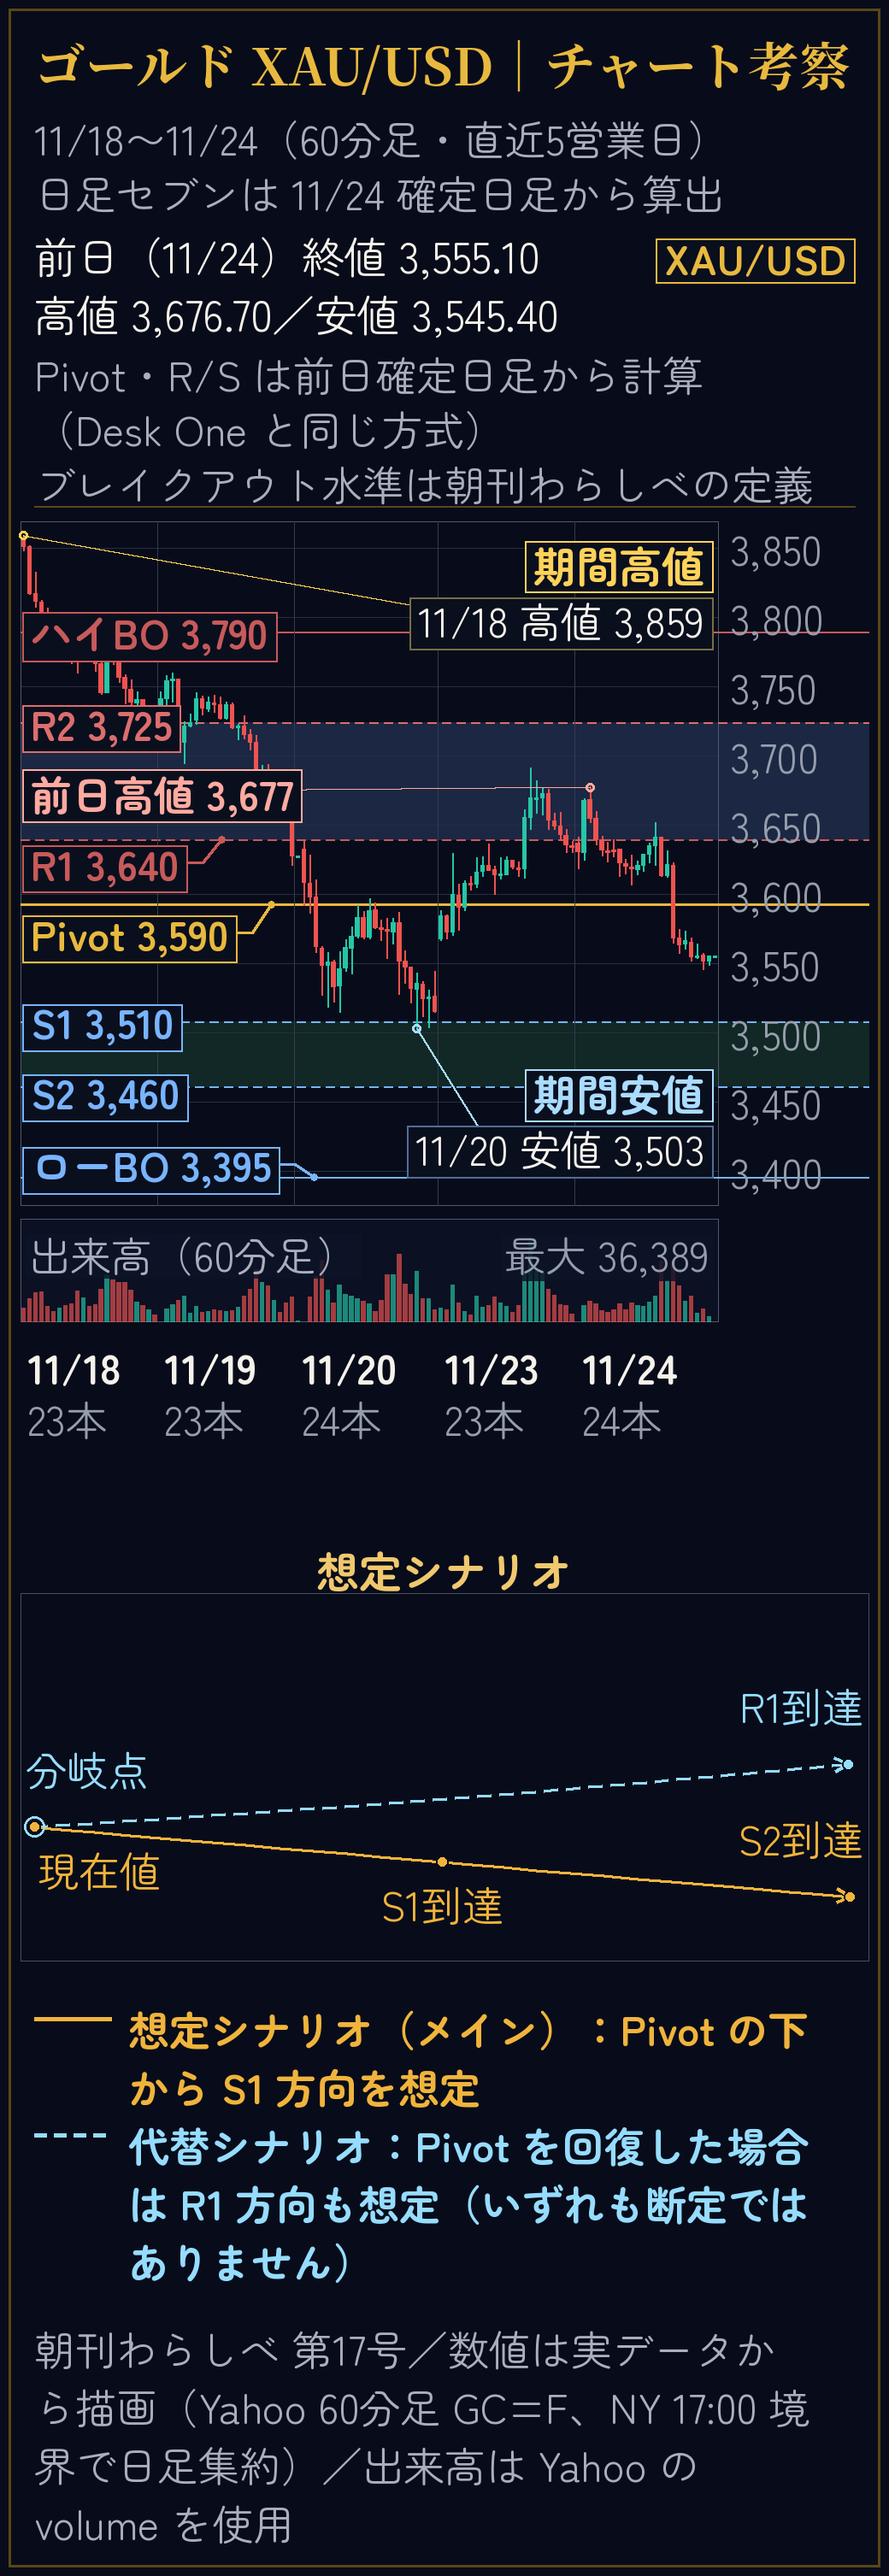 ゴールド XAU/USD｜チャート考察
11/18〜11/24（60分足・直近5営業日）
日足セブンは 11/24 確定日足から算出
前日（11/24）終値 3,555.10
XAU/USD
高値 3,676.70／安値 3,545.40
Pivot・R/S は前日確定日足から計算
（Desk One と同じ方式）
ブレイクアウト水準は朝刊わらしべの定義
期間高値
11/18 高値 3,859
ハイBO 3,790
R2 3,725
前日高値 3,677
R1 3,640
Pivot 3,590
S1 3,510
S2 3,460
期間安値
11/20 安値 3,503
ローBO 3,395
3,850
3,800
3,750
3,700
3,650
3,600
3,550
3,500
3,450
3,400
出来高（60分足）
最大 36,389
11/18 11/19 11/20 11/23 11/24
23本 23本 24本 23本 24本
想定シナリオ
R1到達
分岐点
S2到達
現在値
S1到達
想定シナリオ（メイン）：Pivot の下
から S1 方向を想定
代替シナリオ：Pivot を回復した場合
は R1 方向も想定（いずれも断定では
ありません）
朝刊わらしべ 第17号／数値は実データか
ら描画（Yahoo 60分足 GC=F、NY 17:00 境
界で日足集約）／出来高は Yahoo の
volume を使用